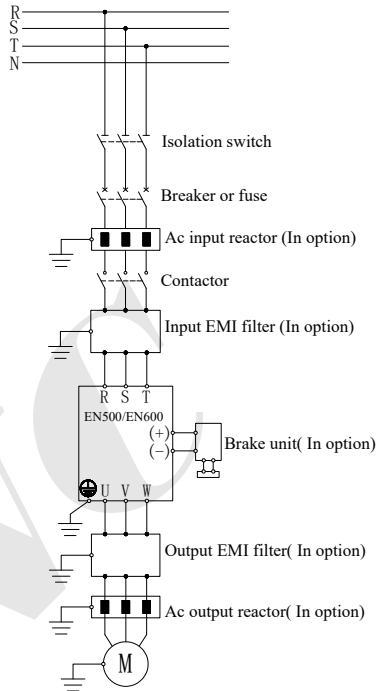 R
S
T
N
Isolation switch
Breaker or fuse
Ac input reactor (In option)
Contactor
Input EMI filter (In option)
R S T
EN500/EN600
(+)
(−)
Brake unit( In option)
U V W
Output EMI filter( In option)
Ac output reactor( In option)
M